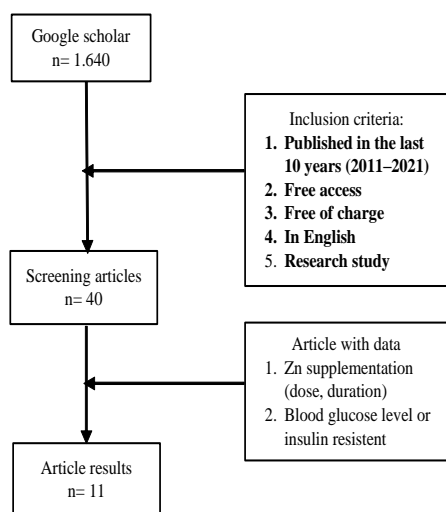 Google scholar
n= 1.640
Inclusion criteria:
1. Published in the last
10 years (2011–2021)
2. Free access
3. Free of charge
4. In English
5. Research study
Screening articles
n= 40
Article with data
1. Zn supplementation
(dose, duration)
2. Blood glucose level or
insulin resistent
Article results
n= 11